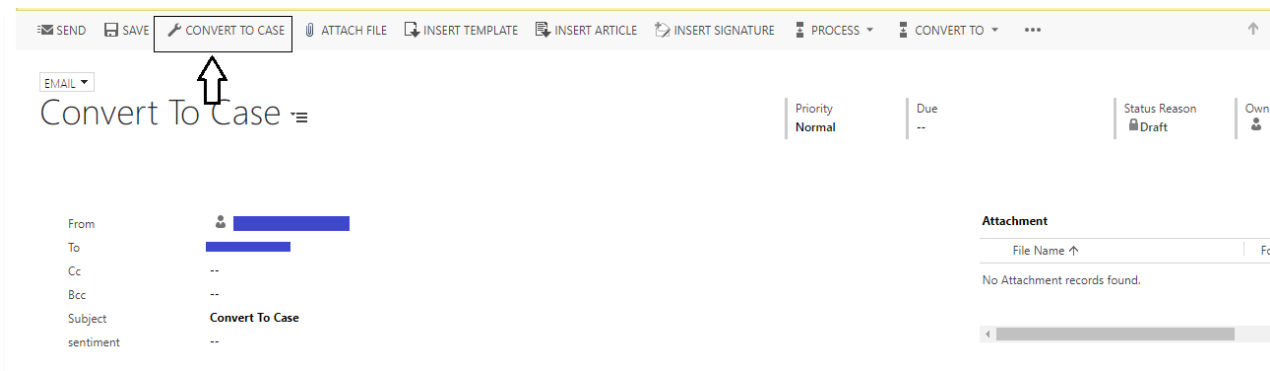 SEND SAVE CONVERT TO CASE ATTACH FILE INSERT TEMPLATE INSERT ARTICLE INSERT SIGNATURE PROCESS CONVERT TO •••
EMAIL
Convert To Case
Priority Due Status Reason Own
Normal -- Draft
From
To
Cc --
Bcc --
Subject Convert To Case
sentiment --
Attachment
File Name Fo
No Attachment records found.